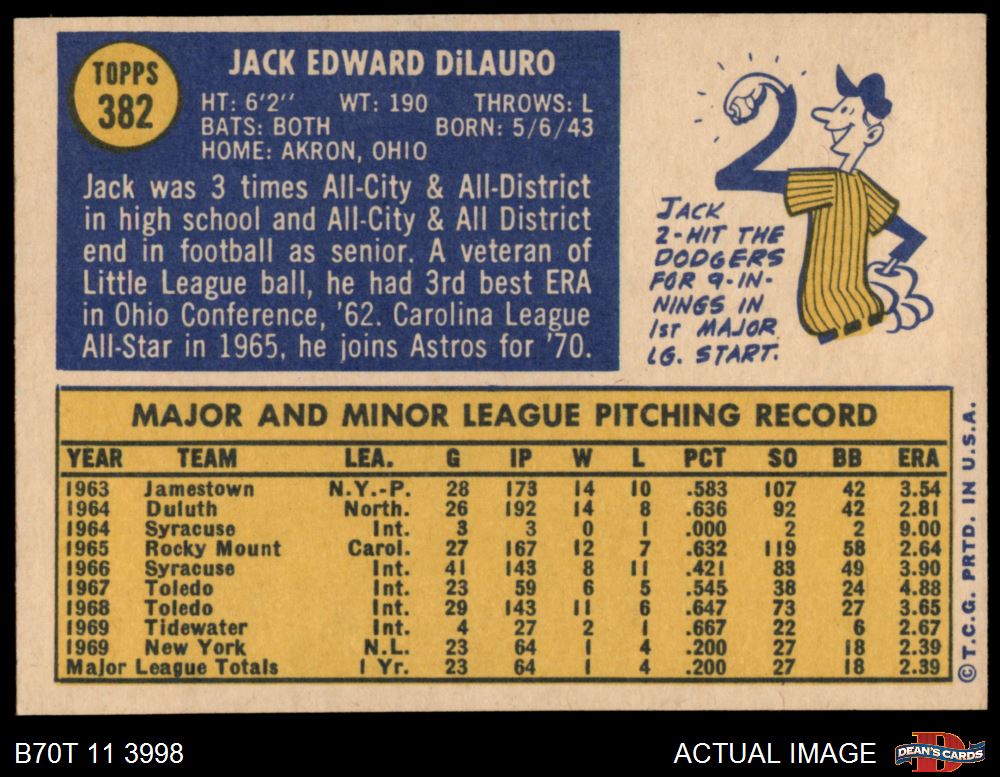 TOPPS
382
JACK EDWARD DiLAURO
HT: 6'2" WT: 190 THROWS: L
BATS: BOTH BORN: 5/6/43
HOME: AKRON, OHIO
Jack was 3 times All-City & All-District
in high school and All-City & All District
end in football as senior. A veteran of
Little League ball, he had 3rd best ERA
in Ohio Conference, '62. Carolina League
All-Star in 1965, he joins Astros for '70.
2
JACK
2-HIT THE
DODGERS
FOR 9-IN-
NINGS IN
1ST MAJOR
LG. START.
MAJOR AND MINOR LEAGUE PITCHING RECORD
YEAR TEAM LEA. G IP W L PCT SO BB ERA
1963 Jamestown N.Y.-P. 28 173 14 10 .583 107 42 3.54
1964 Duluth North. 26 192 14 8 .636 92 42 2.81
1964 Syracuse Int. 3 3 0 1 .000 2 2 9.00
1965 Rocky Mount Carol. 27 167 12 7 .632 119 58 2.64
1966 Syracuse Int. 41 143 8 11 .421 83 49 3.90
1967 Toledo Int. 23 59 6 5 .545 38 24 4.88
1968 Toledo Int. 29 143 11 6 .647 73 27 3.65
1969 Tidewater Int. 4 27 2 1 .667 22 6 2.67
1969 New York N.L. 23 64 1 4 .200 27 18 2.39
Major League Totals 1 Yr. 23 64 1 4 .200 27 18 2.39
© T.C.G. PRTD. IN U.S.A.
B70T 11 3998
ACTUAL IMAGE
D
DEAN'S CARDS